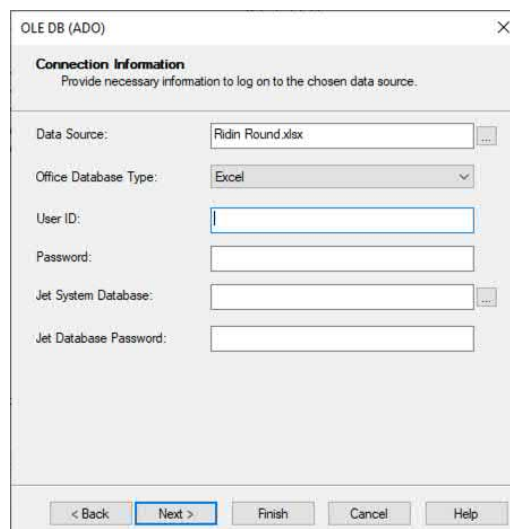 OLE DB (ADO)
Connection Information
Provide necessary information to log on to the chosen data source.
Data Source: Ridin Round.xlsx ...
Office Database Type: Excel
User ID:
Password:
Jet System Database: ...
Jet Database Password:
< Back Next > Finish Cancel Help